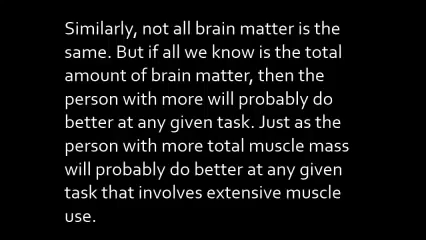 Similarly, not all brain matter is the
same. But if all we know is the total
amount of brain matter, then the
person with more will probably do
better at any given task. Just as the
person with more total muscle mass
will probably do better at any given
task that involves extensive muscle
use.